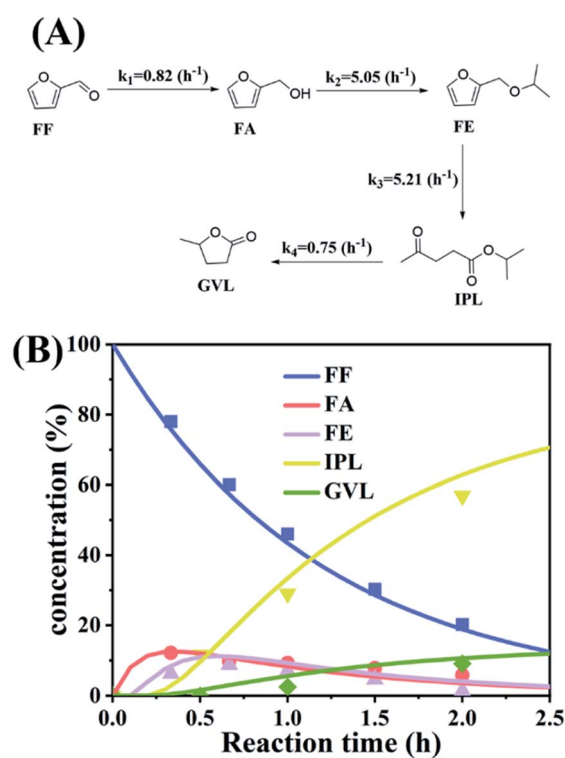 (A)
k₁=0.82 (h⁻¹)
k₂=5.05 (h⁻¹)
O
O
O
OH
O
O
FF
FA
FE
k₃=5.21 (h⁻¹)
k₄=0.75 (h⁻¹)
O
O
O
O
O
GVL
IPL
(B)
concentration (%)
100
80
60
40
20
0
FF
FA
FE
IPL
GVL
0.0
0.5
1.0
1.5
2.0
2.5
Reaction time (h)